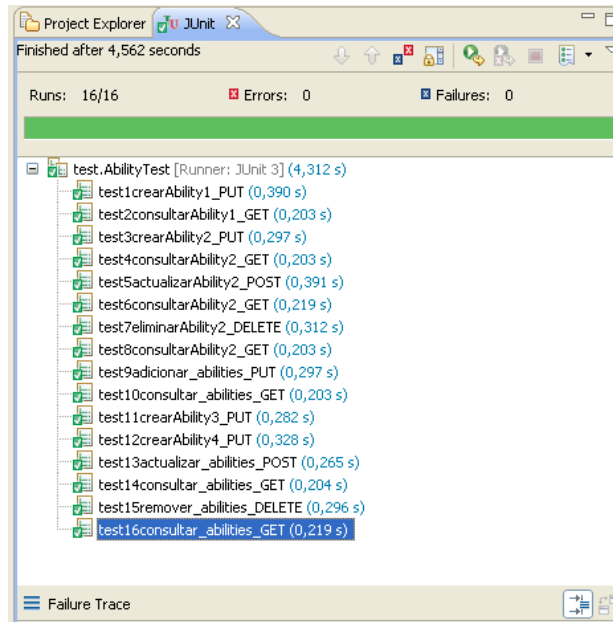 Project Explorer JUnit
Finished after 4,562 seconds
Runs: 16/16 Errors: 0 Failures: 0
test.AbilityTest [Runner: JUnit 3] (4,312 s)
test1crearAbility1_PUT (0,390 s)
test2consultarAbility1_GET (0,203 s)
test3crearAbility2_PUT (0,297 s)
test4consultarAbility2_GET (0,203 s)
test5actualizarAbility2_POST (0,391 s)
test6consultarAbility2_GET (0,219 s)
test7eliminarAbility2_DELETE (0,312 s)
test8consultarAbility2_GET (0,203 s)
test9adicionar_abilities_PUT (0,297 s)
test10consultar_abilities_GET (0,203 s)
test11crearAbility3_PUT (0,282 s)
test12crearAbility4_PUT (0,328 s)
test13actualizar_abilities_POST (0,265 s)
test14consultar_abilities_GET (0,204 s)
test15remover_abilities_DELETE (0,296 s)
test16consultar_abilities_GET (0,219 s)
Failure Trace